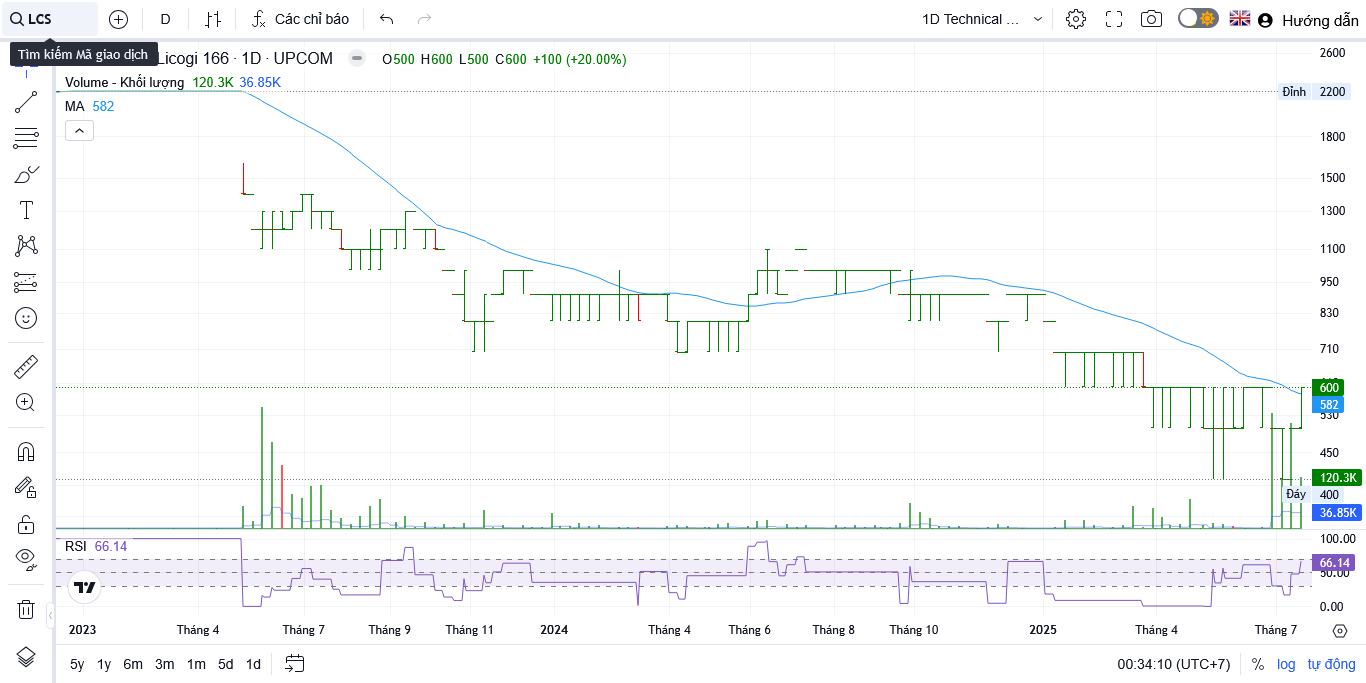 LCS D Các chỉ báo 1D Technical ... Hướng dẫn
Tìm kiếm Mã giao dịch
Licogi 166 · 1D · UPCOM O500 H600 L500 C600 +100 (+20.00%)
Volume - Khối lượng 120.3K 36.85K
MA 582
2600
Đỉnh 2200
1800
1500
1300
1100
950
830
710
600
582
530
450
120.3K
Đáy 400
36.85K
RSI 66.14
100.00
66.14
50.00
0.00
2023 Tháng 4 Tháng 7 Tháng 9 Tháng 11 2024 Tháng 4 Tháng 6 Tháng 8 Tháng 10 2025 Tháng 4 Tháng 7
5y 1y 6m 3m 1m 5d 1d 00:34:10 (UTC+7) % log tự động